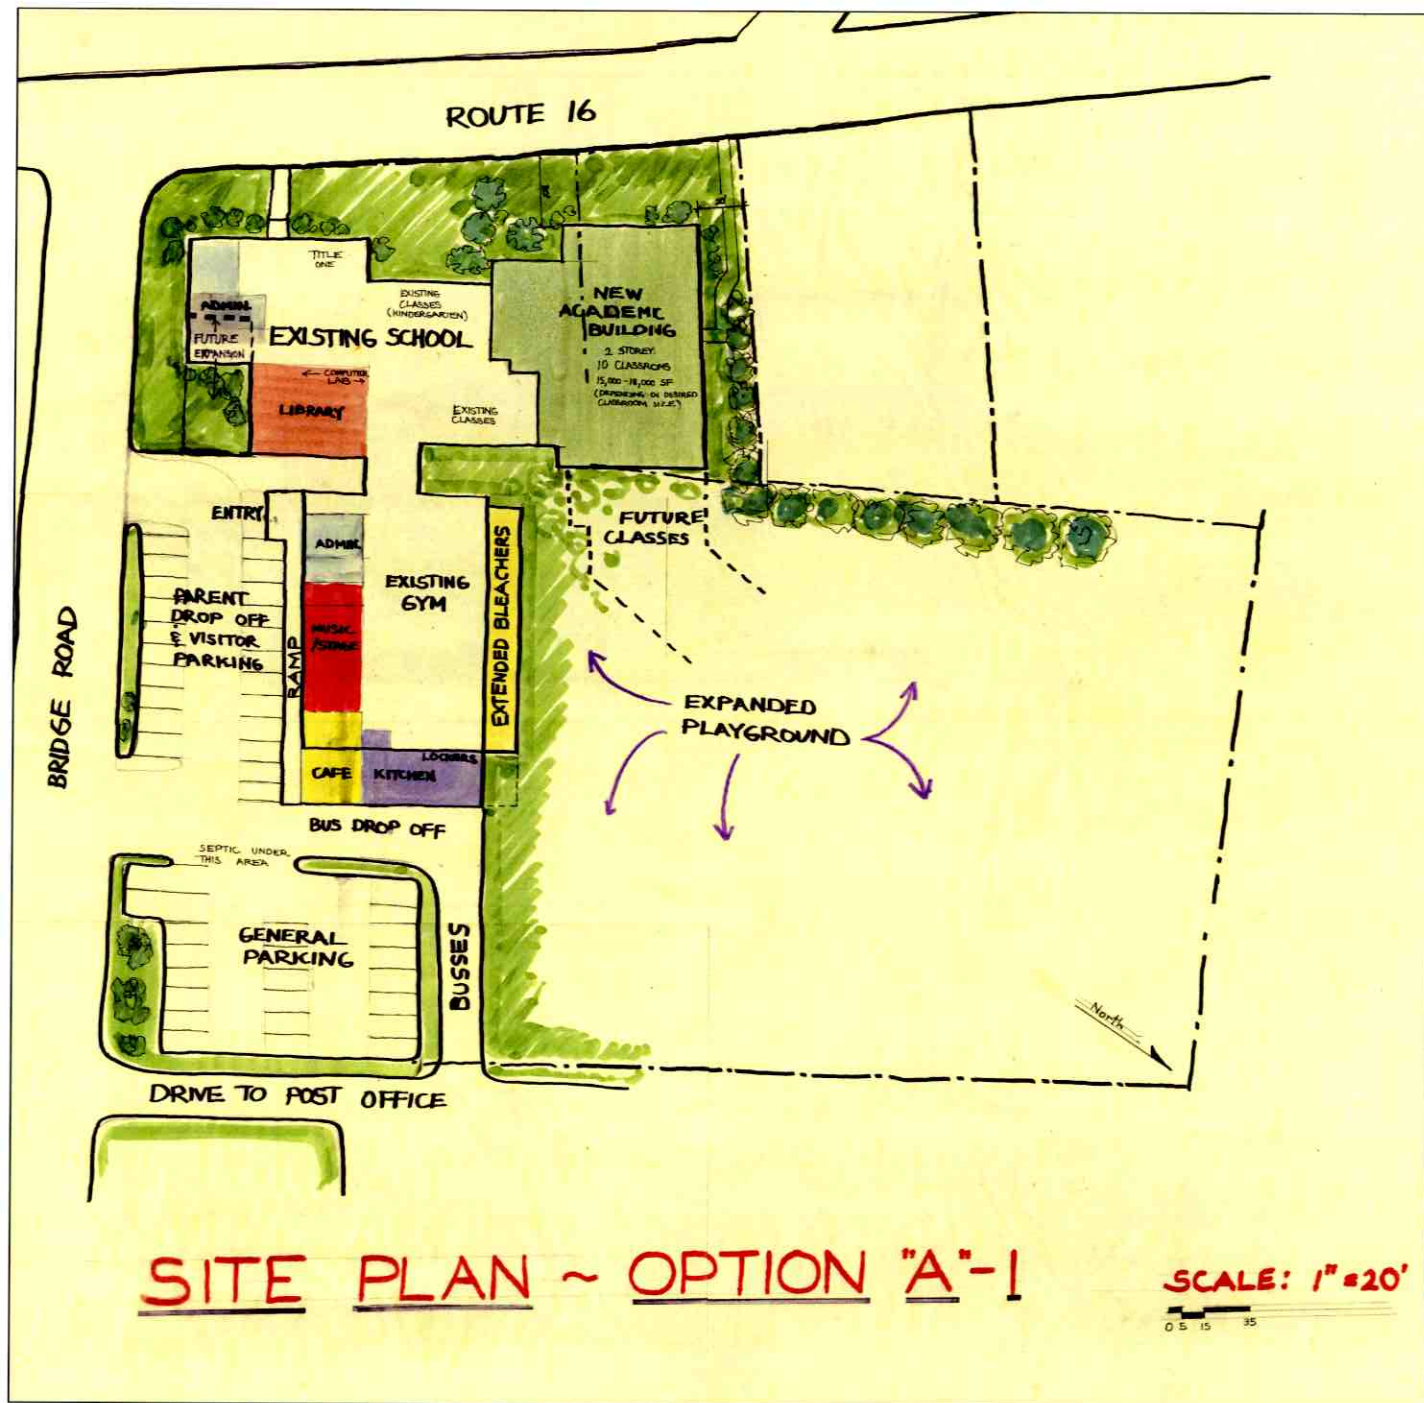 ROUTE 16
TITLE
ONE
EXISTING
CLASSES
(KINDERGARTEN)
ADMIN.
FUTURE
EXPANSION
EXISTING SCHOOL
NEW
ACADEMC
BUILDING
2 STOREY
10 CLASSROMS
15,000-18,000 SF
(DEPENDING ON DESIRED
CLASSROOM SIZE)
← COMPUTER
LAB →
LIBRARY
EXISTING
CLASSES
ENTRY
FUTURE
CLASSES
ADMIN.
EXISTING
GYM
EXTENDED BLEACHERS
MUSIC
/STAGE
RAMP
PARENT
DROP OFF
& VISITOR
PARKING
BRIDGE ROAD
EXPANDED
PLAYGROUND
LOCKERS
CAFE
KITCHEN
BUS DROP OFF
SEPTIC UNDER
THIS AREA
GENERAL
PARKING
BUSSES
North
DRIVE TO POST OFFICE
SITE PLAN ~ OPTION "A"-1
SCALE: 1"=20'
0 5 15 35